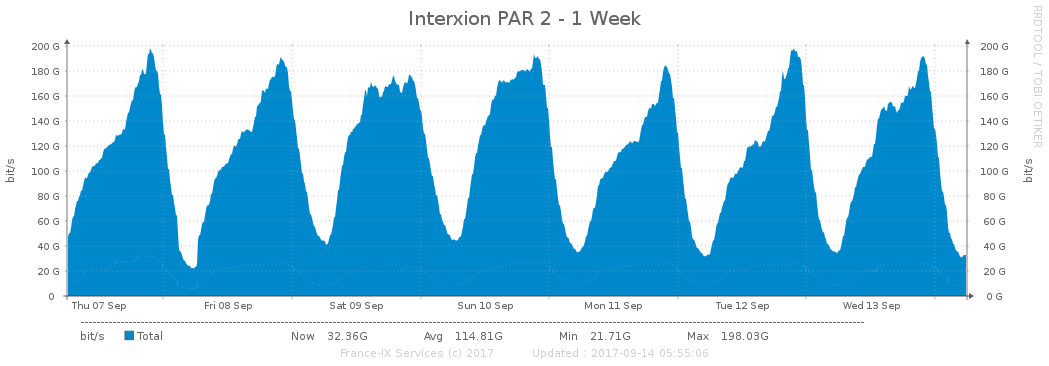 Interxion PAR 2 - 1 Week
RRDTOOL / TOBI OETIKER
200 G 200 G
180 G 180 G
160 G 160 G
140 G 140 G
120 G 120 G
100 G 100 G
80 G 80 G
60 G 60 G
40 G 40 G
20 G 20 G
0 0 G
bit/s
bit/s
Thu 07 Sep Fri 08 Sep Sat 09 Sep Sun 10 Sep Mon 11 Sep Tue 12 Sep Wed 13 Sep
bit/s Total Now 32.36G Avg 114.81G Min 21.71G Max 198.03G
France-IX Services (c) 2017 Updated : 2017-09-14 05:55:06